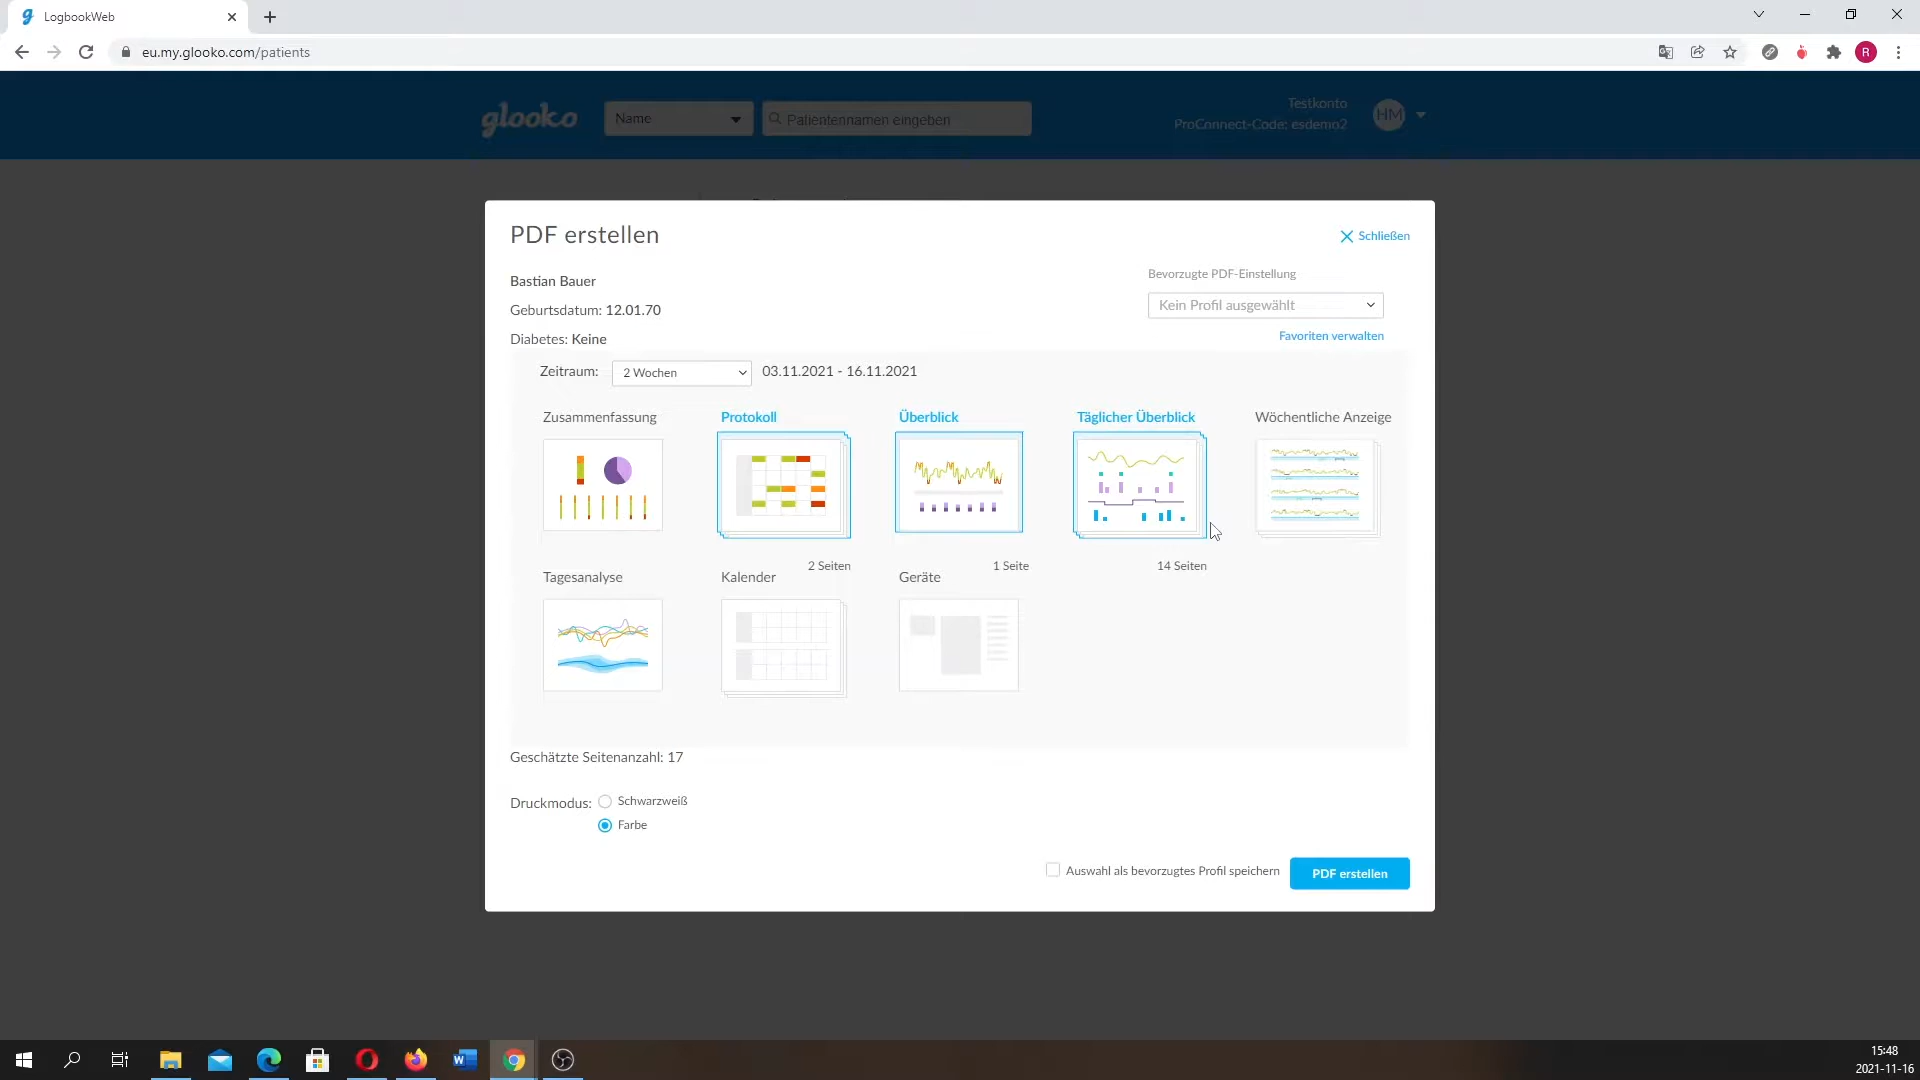 LogbookWeb
eu.my.glooko.com/patients
R
glooko
Name
Patientennamen eingeben
Testkonto
ProConnect-Code: esdemo2
HM
PDF erstellen
Schließen
Bastian Bauer
Bevorzugte PDF-Einstellung
Geburtsdatum: 12.01.70
Kein Profil ausgewählt
Diabetes: Keine
Favoriten verwalten
Zeitraum: 2 Wochen 03.11.2021 - 16.11.2021
Zusammenfassung Protokoll Überblick Täglicher Überblick Wöchentliche Anzeige
2 Seiten 1 Seite 14 Seiten
Tagesanalyse Kalender Geräte
Geschätzte Seitenanzahl: 17
Druckmodus: Schwarzweiß
Farbe
Auswahl als bevorzugtes Profil speichern PDF erstellen
15:48
2021-11-16